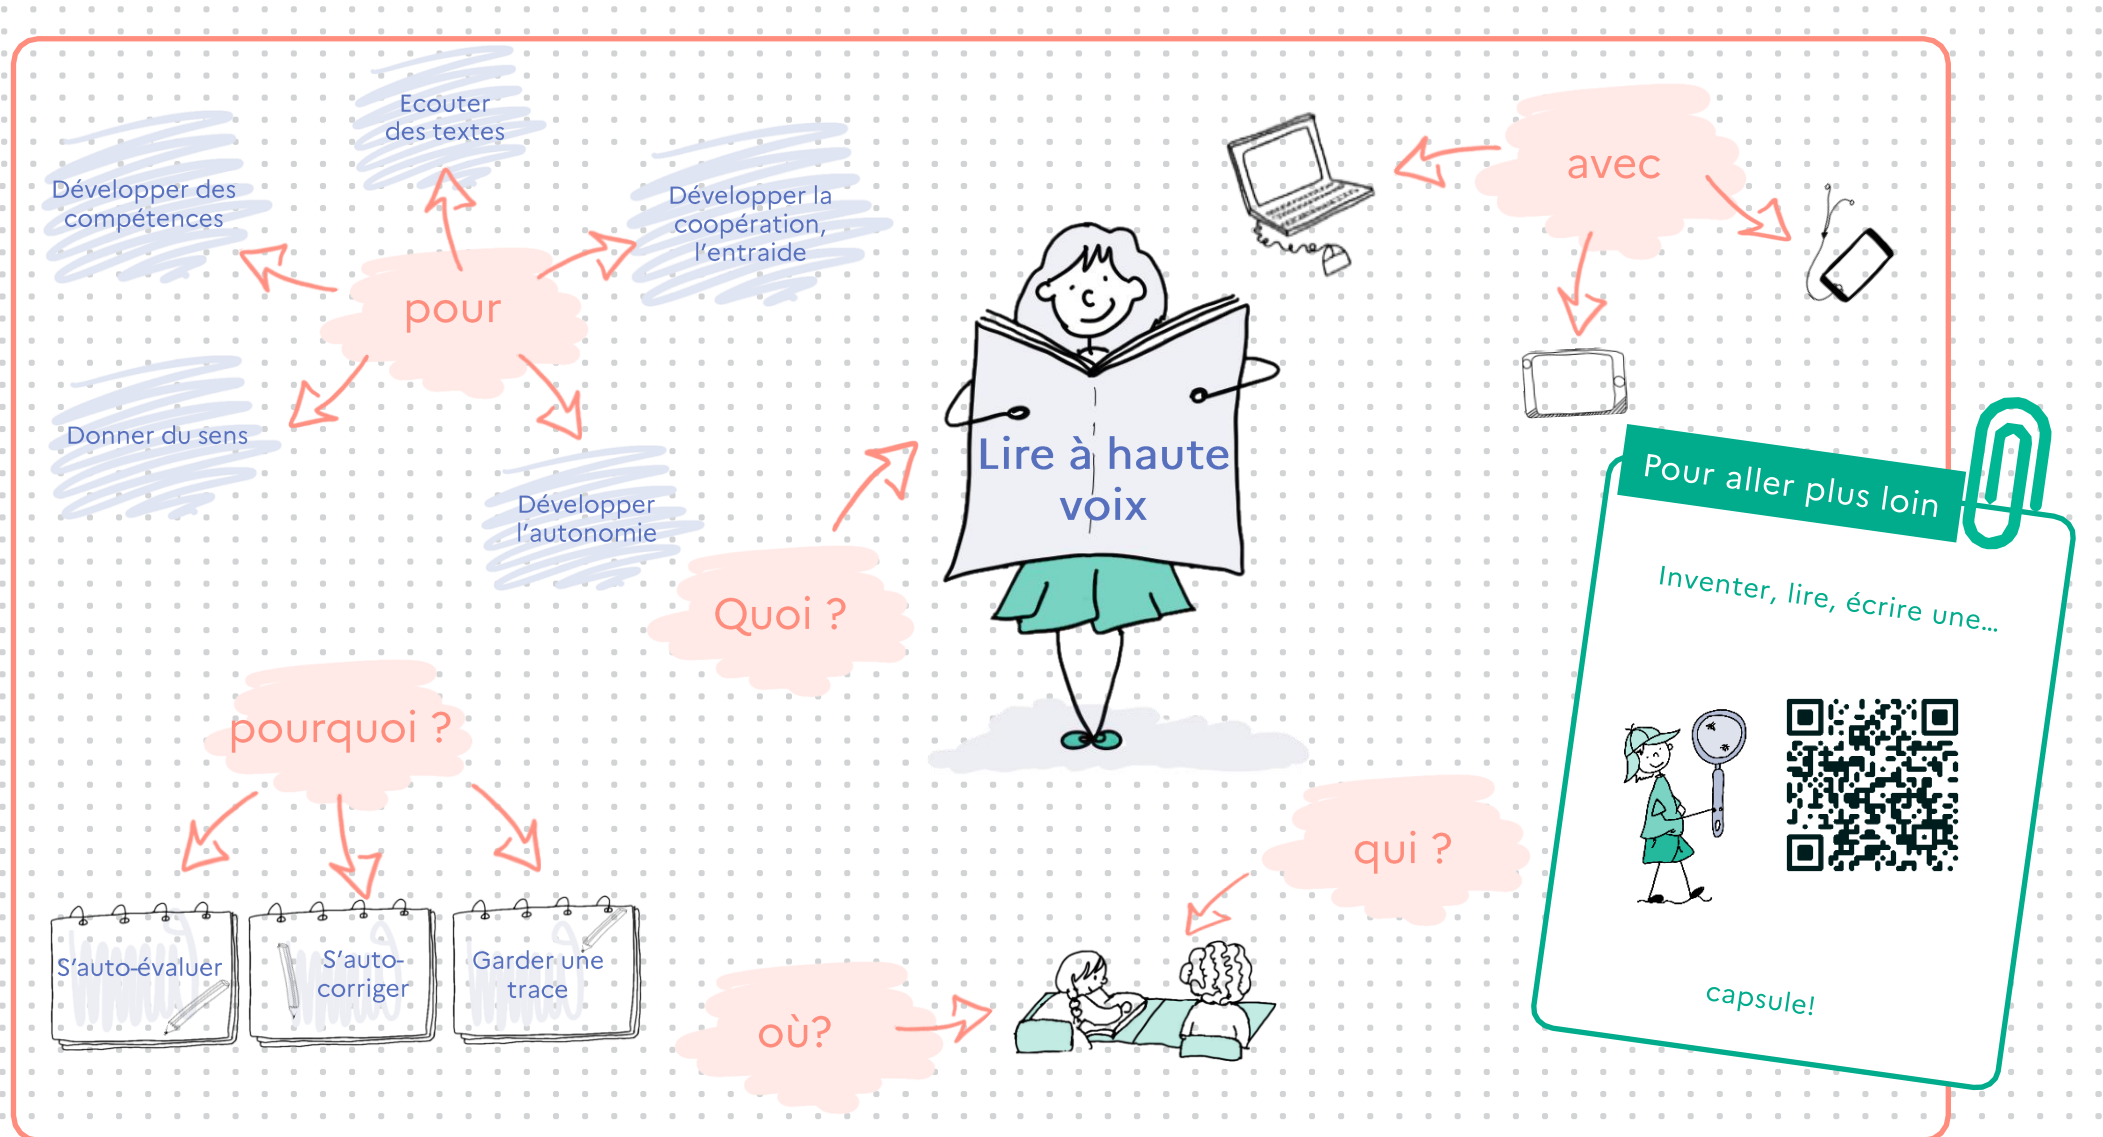 Ecouter
des textes
Développer des
compétences
Développer la
coopération,
l'entraide
pour
Donner du sens
Développer
l'autonomie
avec
Lire à haute
voix
Quoi ?
pourquoi ?
S'auto-évaluer
S'auto-
corriger
Garder une
trace
qui ?
où?
Pour aller plus loin
Inventer, lire, écrire une...
capsule!